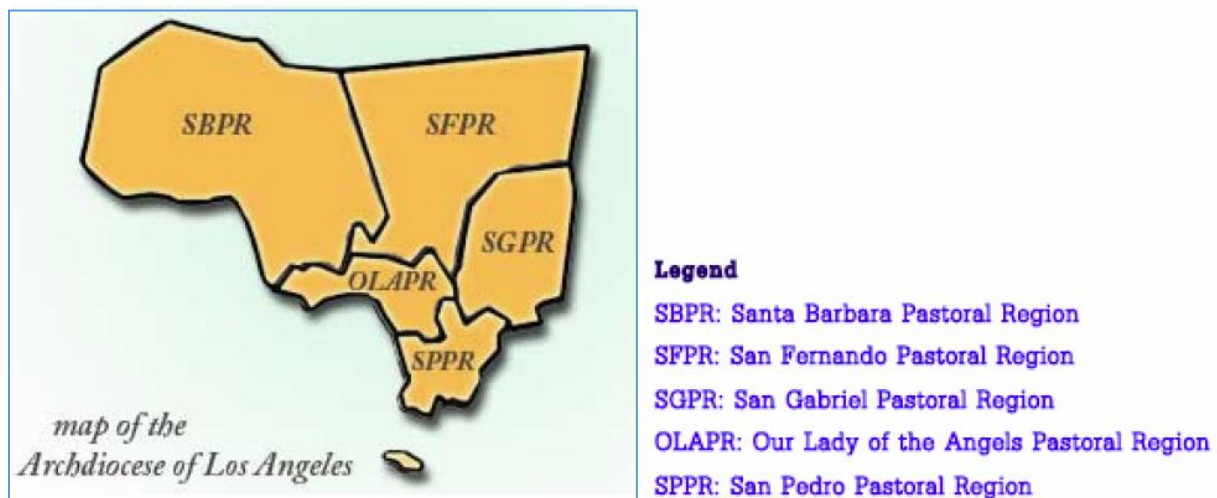 SBPR
SFPR
SGPR
OLAPR
SPPR
map of the
Archdiocese of Los Angeles
Legend
SBPR: Santa Barbara Pastoral Region
SFPR: San Fernando Pastoral Region
SGPR: San Gabriel Pastoral Region
OLAPR: Our Lady of the Angels Pastoral Region
SPPR: San Pedro Pastoral Region